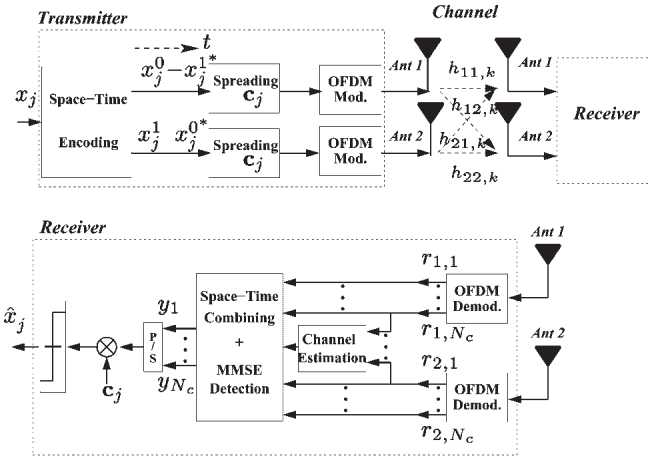 Transmitter
Channel
t
x_j^0 −x_j^{1*}
x_j
Space−Time
Encoding
x_j^1 x_j^{0*}
Spreading
c_j
Spreading
c_j
OFDM
Mod.
OFDM
Mod.
Ant 1
Ant 2
h_{11,k}
h_{12,k}
h_{21,k}
h_{22,k}
Ant 1
Ant 2
Receiver
Receiver
x̂_j
c_j
P/S
y_1
y_{N_c}
Space−Time
Combining
+
MMSE
Detection
Channel
Estimation
r_{1,1}
r_{1,N_c}
r_{2,1}
r_{2,N_c}
OFDM
Demod.
OFDM
Demod.
Ant 1
Ant 2